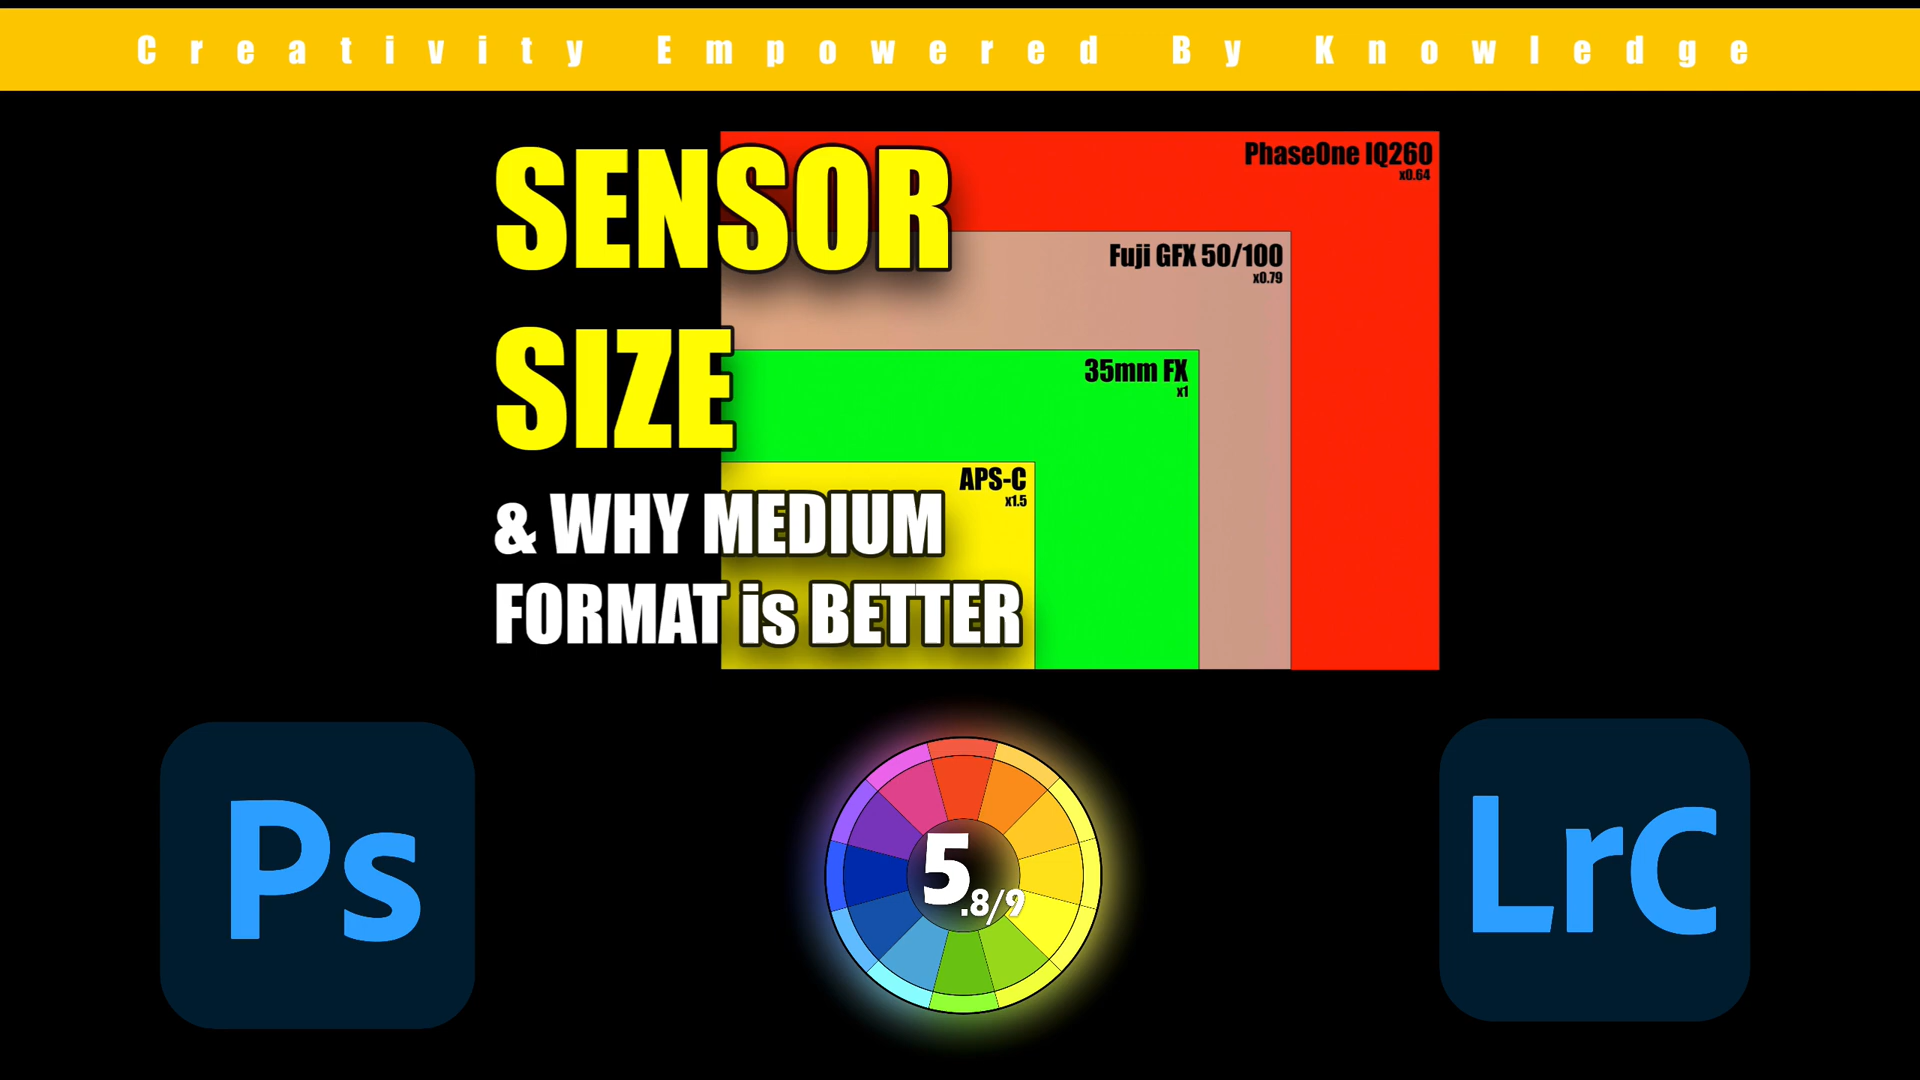 Creativity Empowered By Knowledge
SENSOR
SIZE
& WHY MEDIUM
FORMAT is BETTER
PhaseOne IQ260
x0.64
Fuji GFX 50/100
x0.79
35mm FX
x1
APS-C
x1.5
Ps
5.8/9
LrC